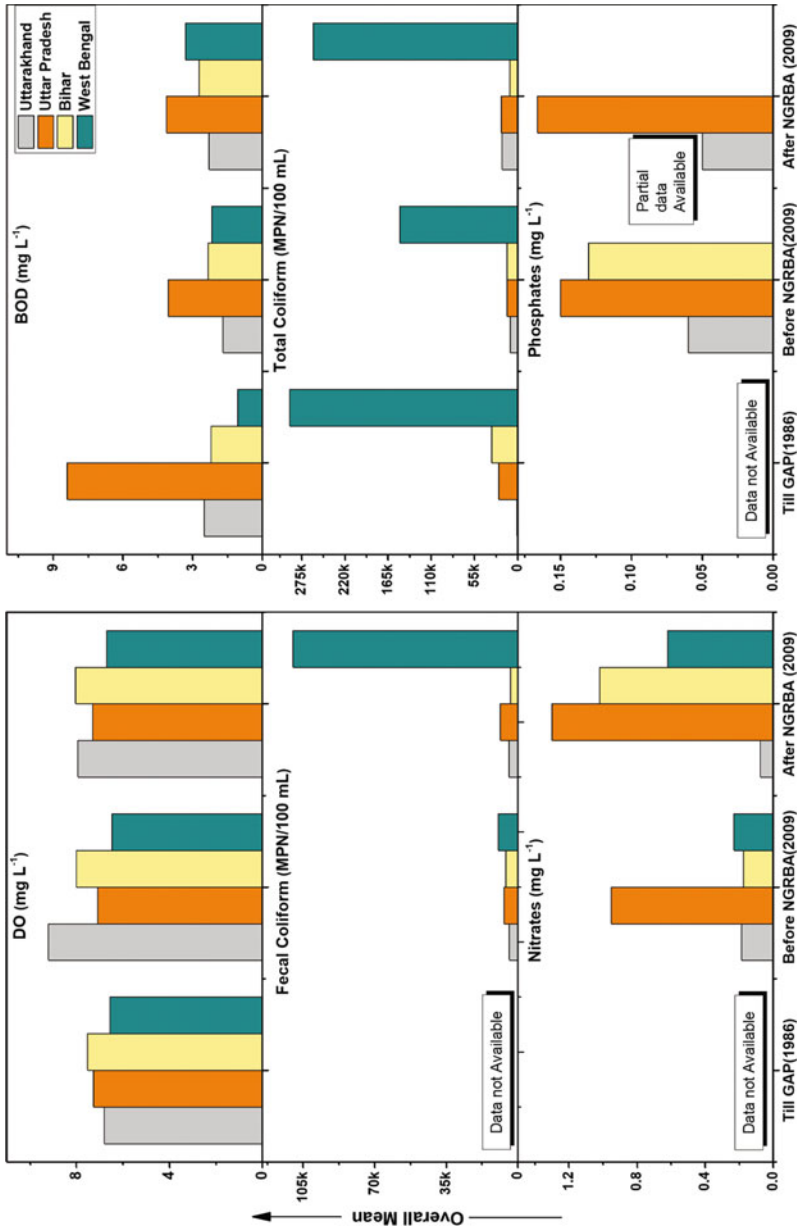 DO (mg L⁻¹)
8
4
0
Fecal Coliform (MPN/100 mL)
105k
70k
35k
0
Data not Available
Nitrates (mg L⁻¹)
1.2
0.8
0.4
0.0
Data not Available
Till GAP(1986)
Before NGRBA(2009)
After NGRBA (2009)
Overall Mean
BOD (mg L⁻¹)
Uttarakhand
Uttar Pradesh
Bihar
West Bengal
9
6
3
0
Total Coliform (MPN/100 mL)
275k
220k
165k
110k
55k
0
Phosphates (mg L⁻¹)
0.15
0.10
0.05
0.00
Data not Available
Partial
data
Available
Till GAP(1986)
Before NGRBA(2009)
After NGRBA (2009)